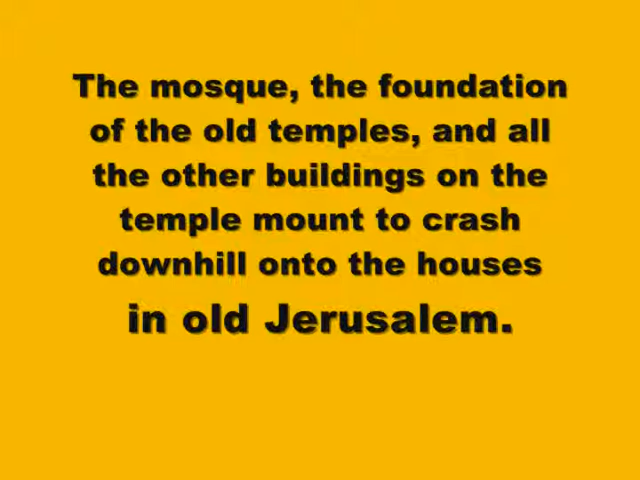 The mosque, the foundation
of the old temples, and all
the other buildings on the
temple mount to crash
downhill onto the houses
in old Jerusalem.